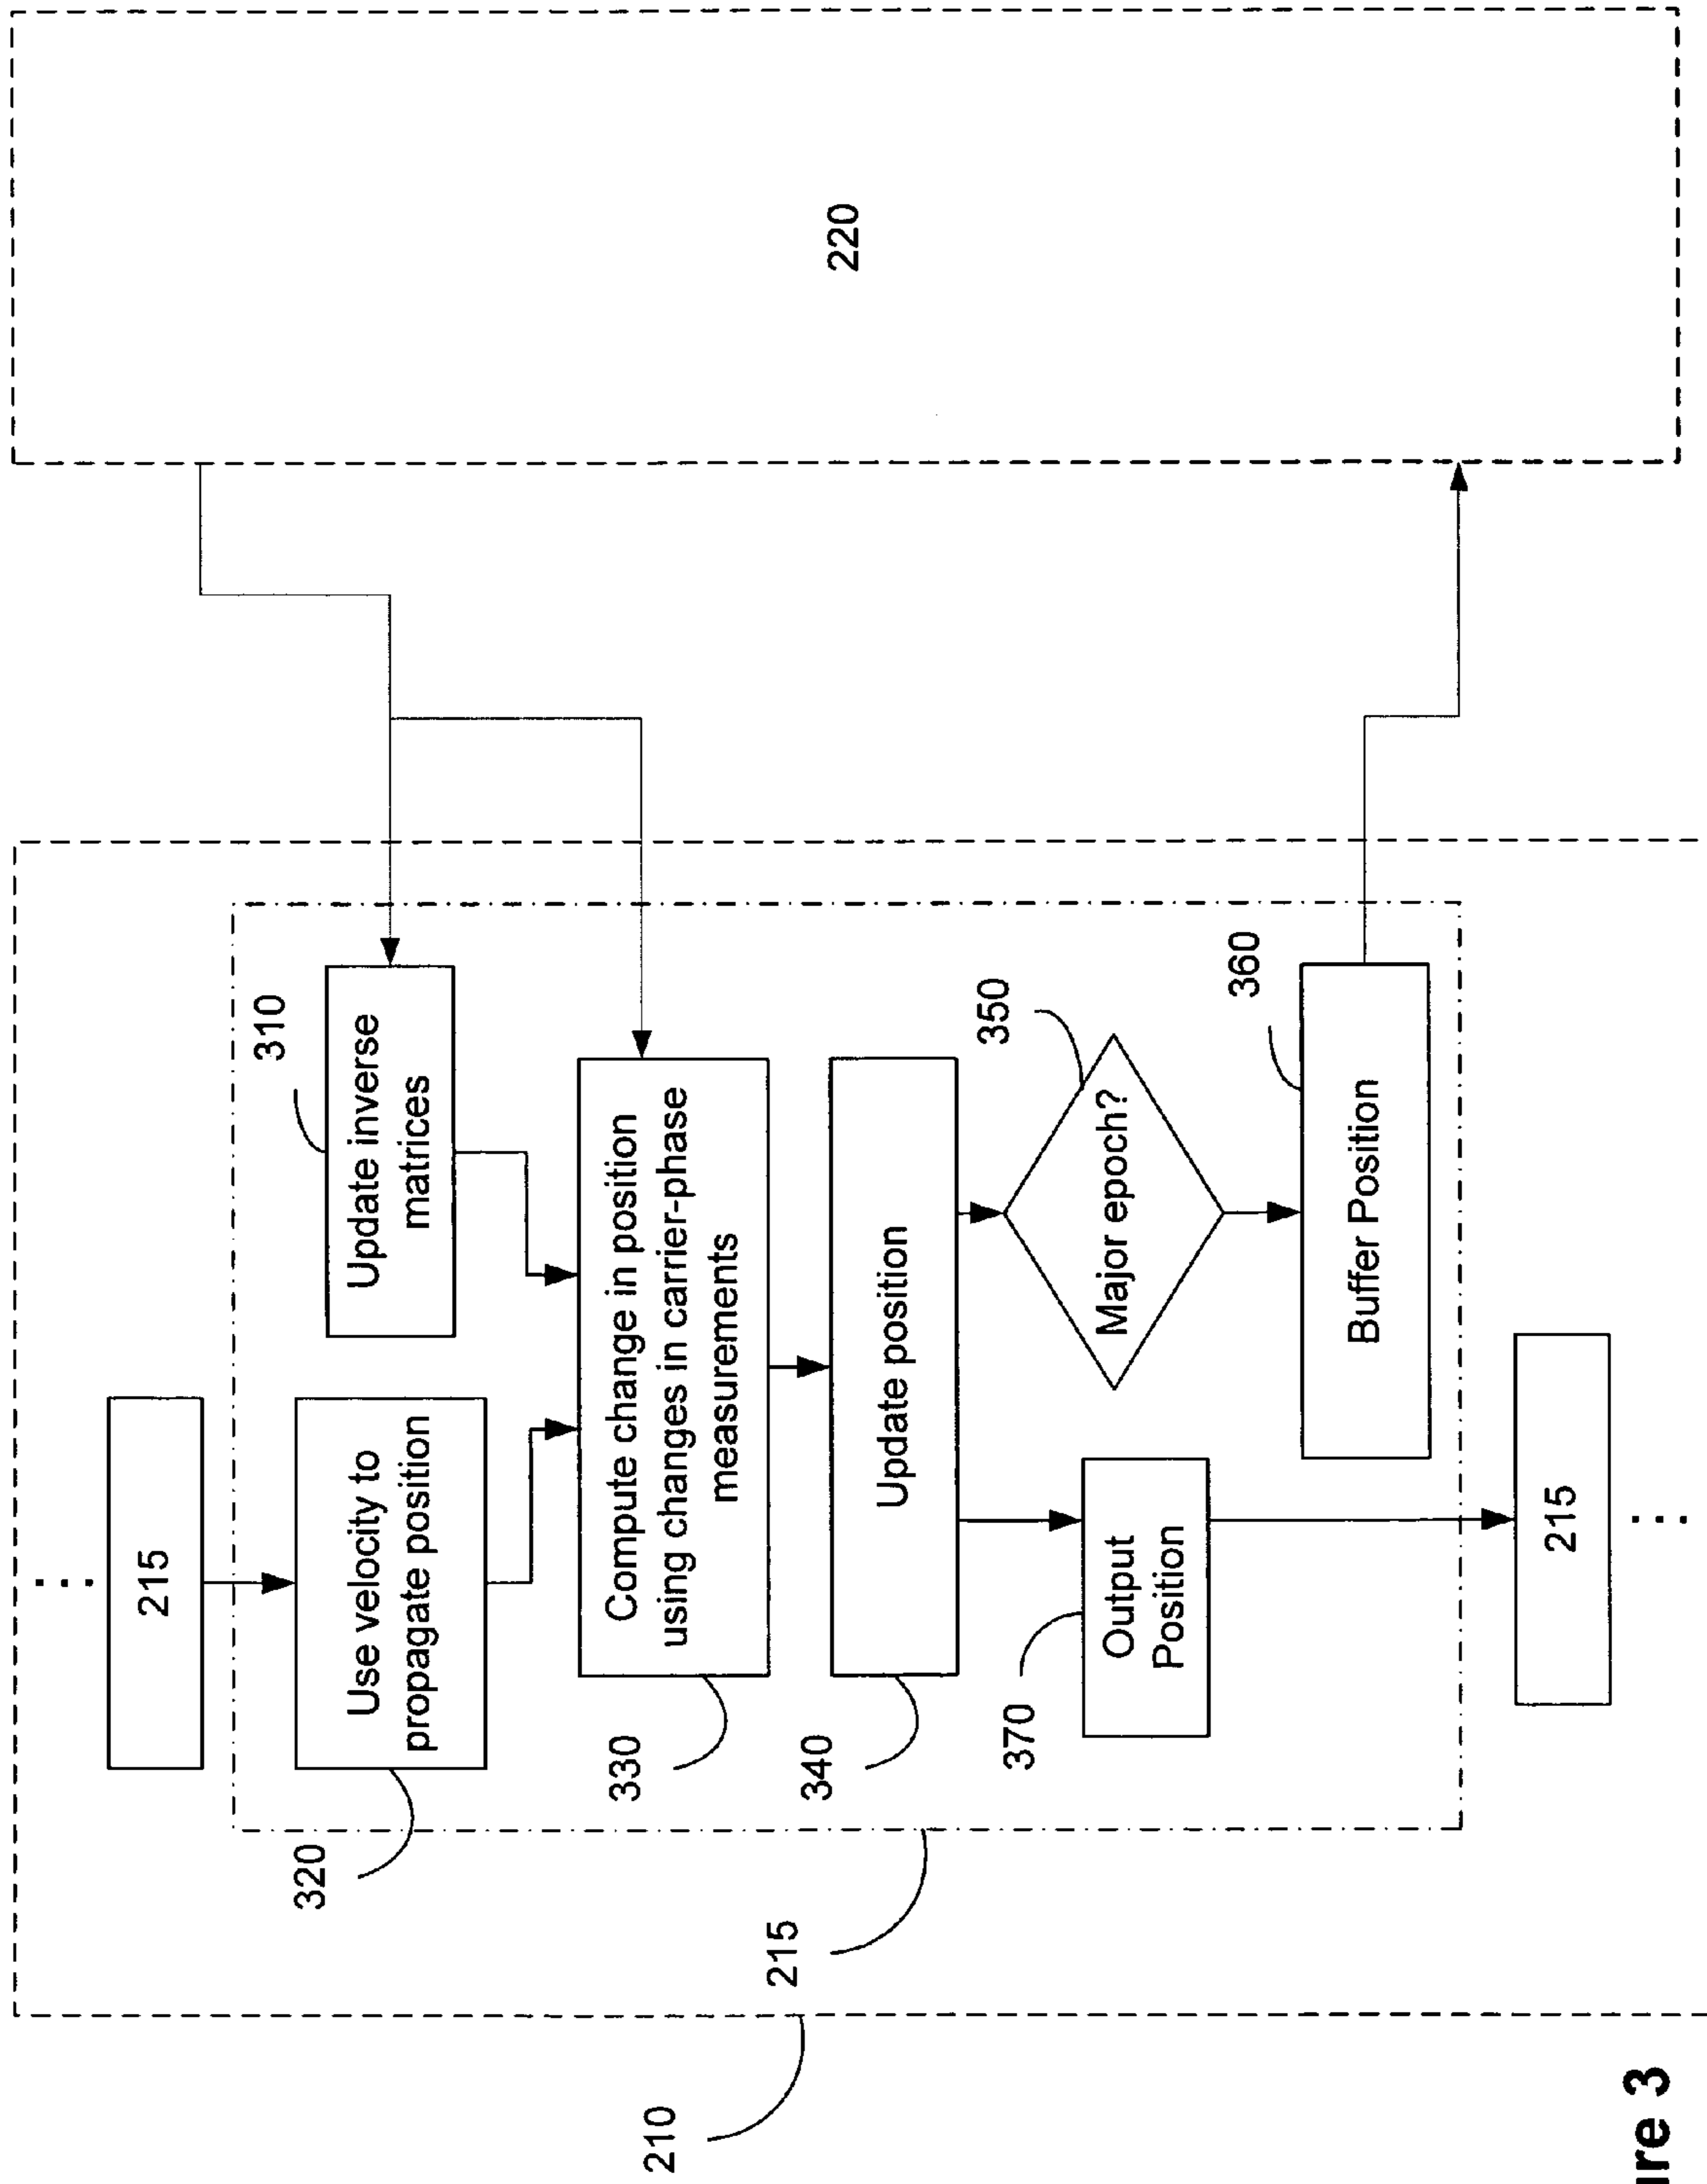 215
Use velocity to
propagate position
320
Update inverse
matrices
310
Compute change in position
using changes in carrier-phase
measurements
330
Update position
340
Major epoch?
350
Output
Position
370
Buffer Position
360
215
215
210
220
ure 3